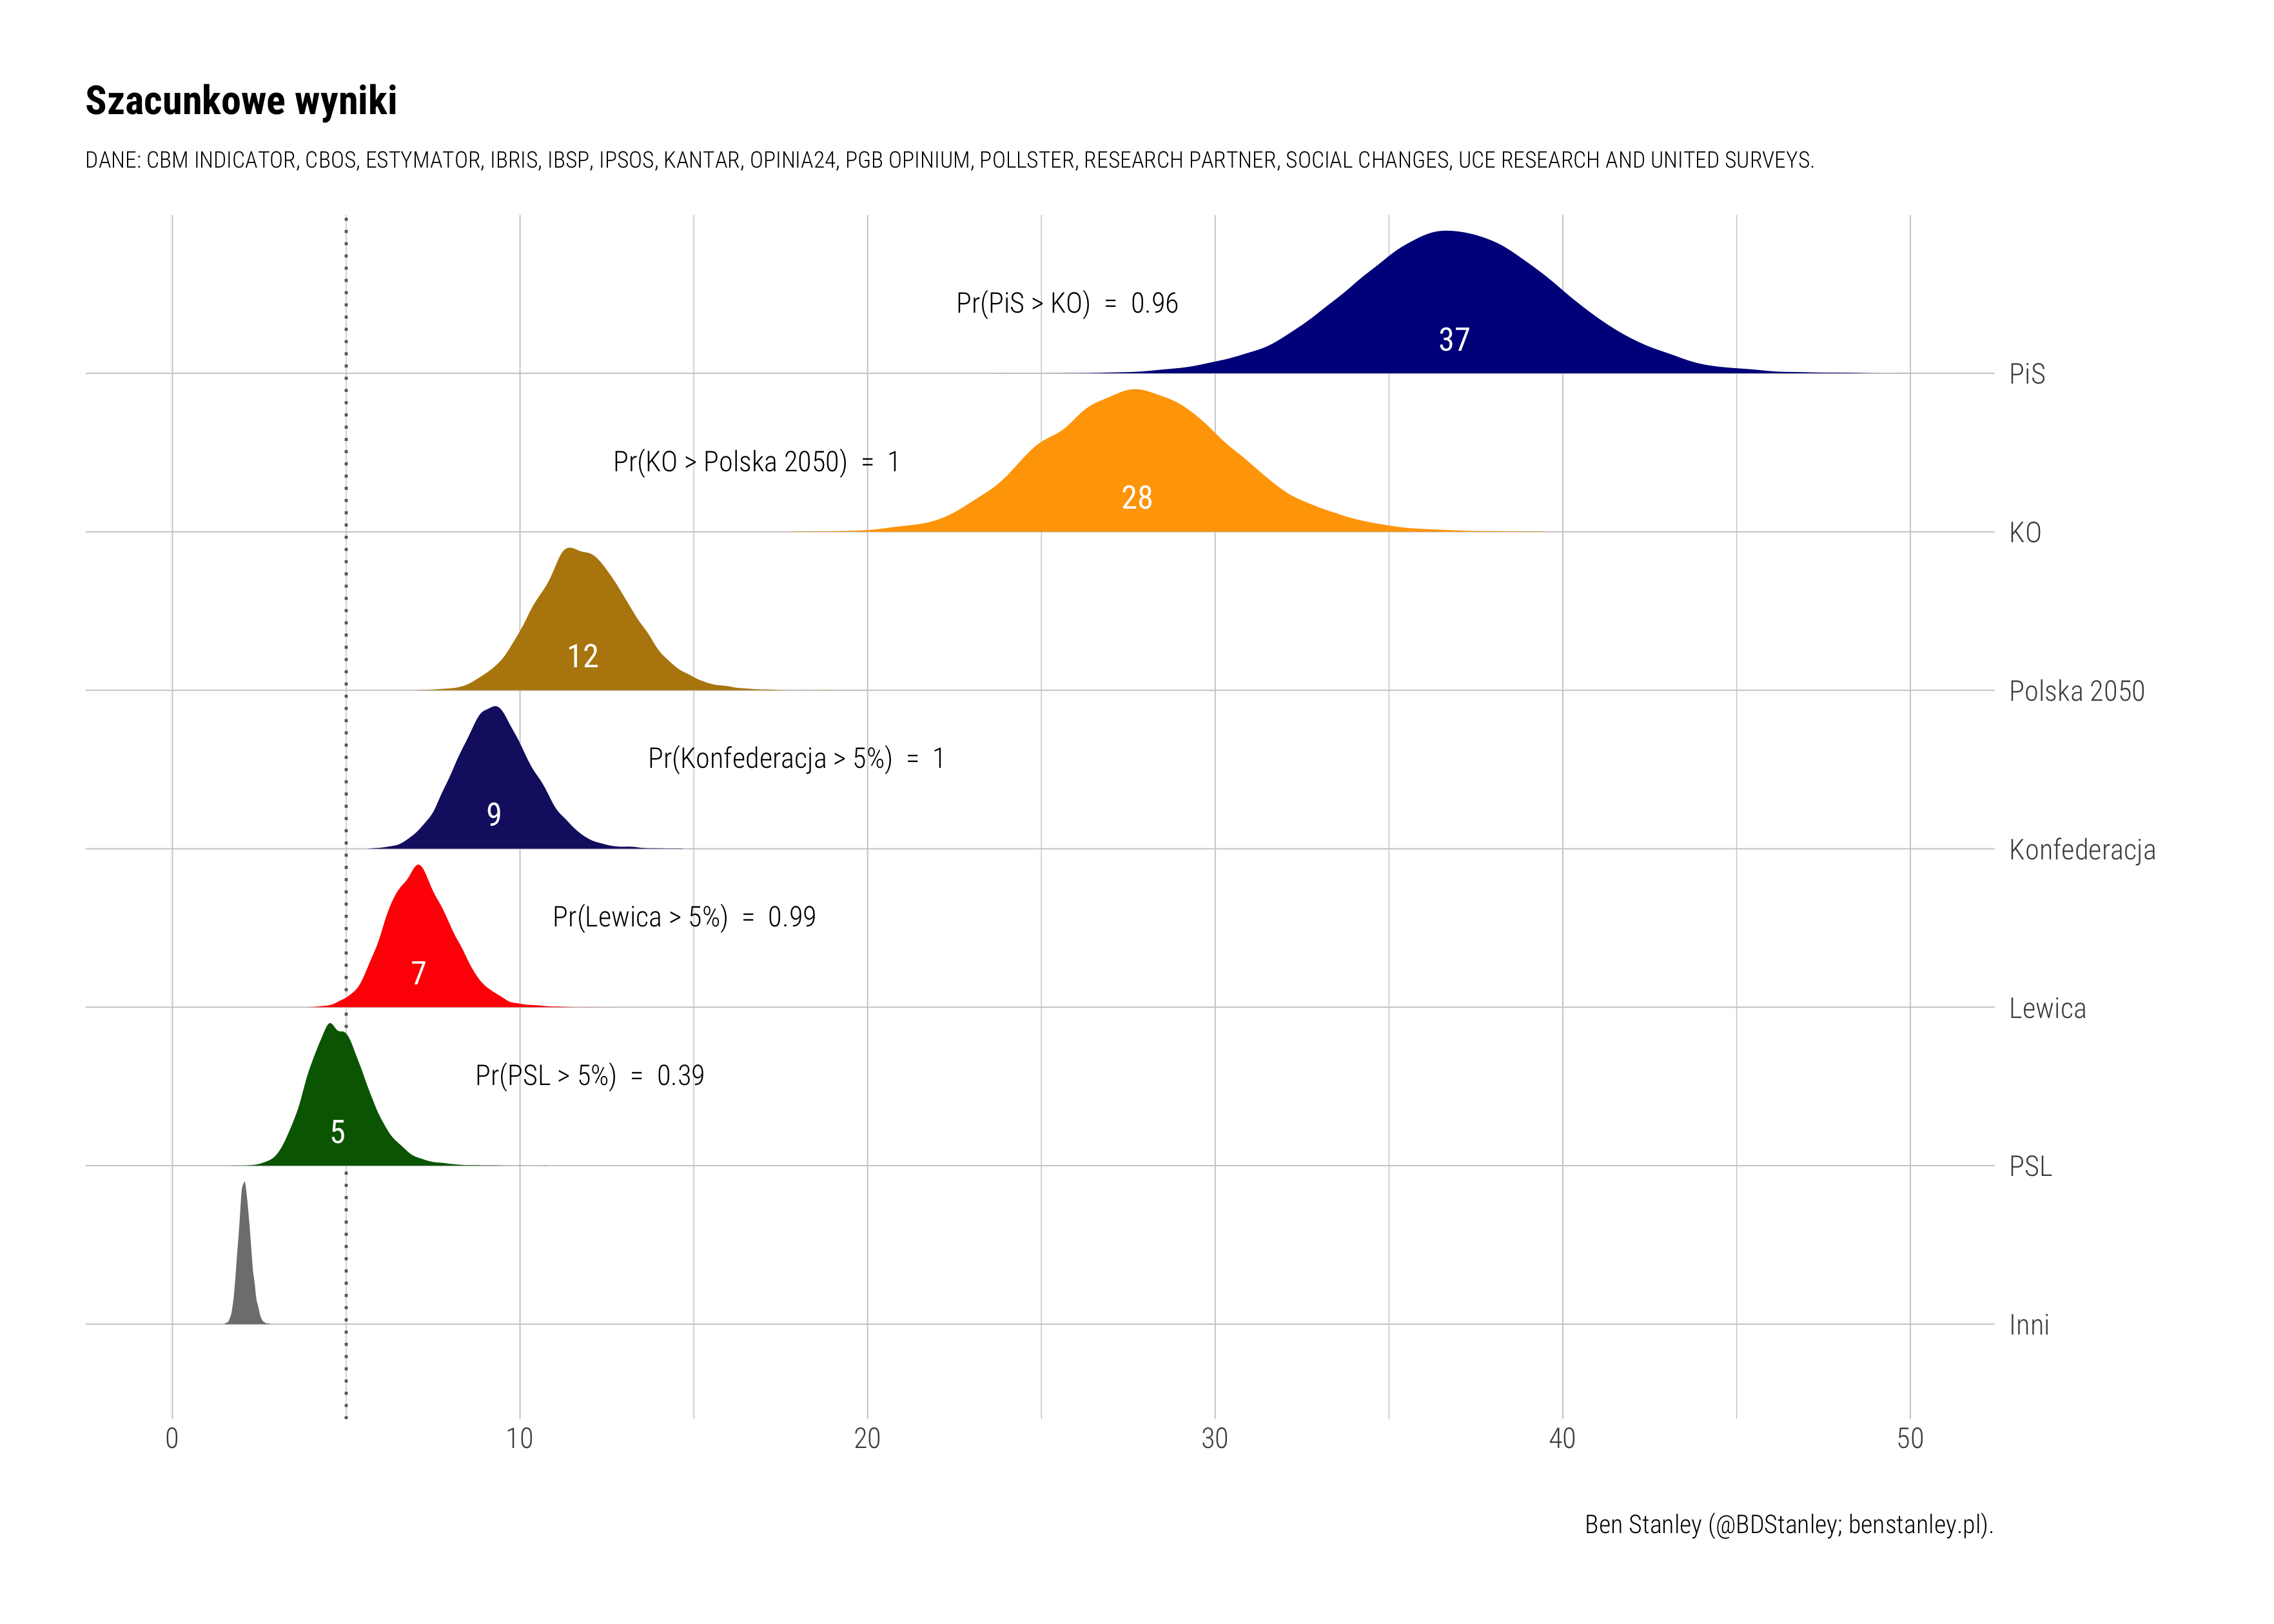 Szacunkowe wyniki
DANE: CBM INDICATOR, CBOS, ESTYMATOR, IBRIS, IBSP, IPSOS, KANTAR, OPINIA24, PGB OPINIUM, POLLSTER, RESEARCH PARTNER, SOCIAL CHANGES, UCE RESEARCH AND UNITED SURVEYS.
Pr(PiS > KO) = 0.96
37
PiS
Pr(KO > Polska 2050) = 1
28
KO
12
Polska 2050
Pr(Konfederacja > 5%) = 1
9
Konfederacja
Pr(Lewica > 5%) = 0.99
7
Lewica
Pr(PSL > 5%) = 0.39
5
PSL
Inni
0 10 20 30 40 50
Ben Stanley (@BDStanley; benstanley.pl).